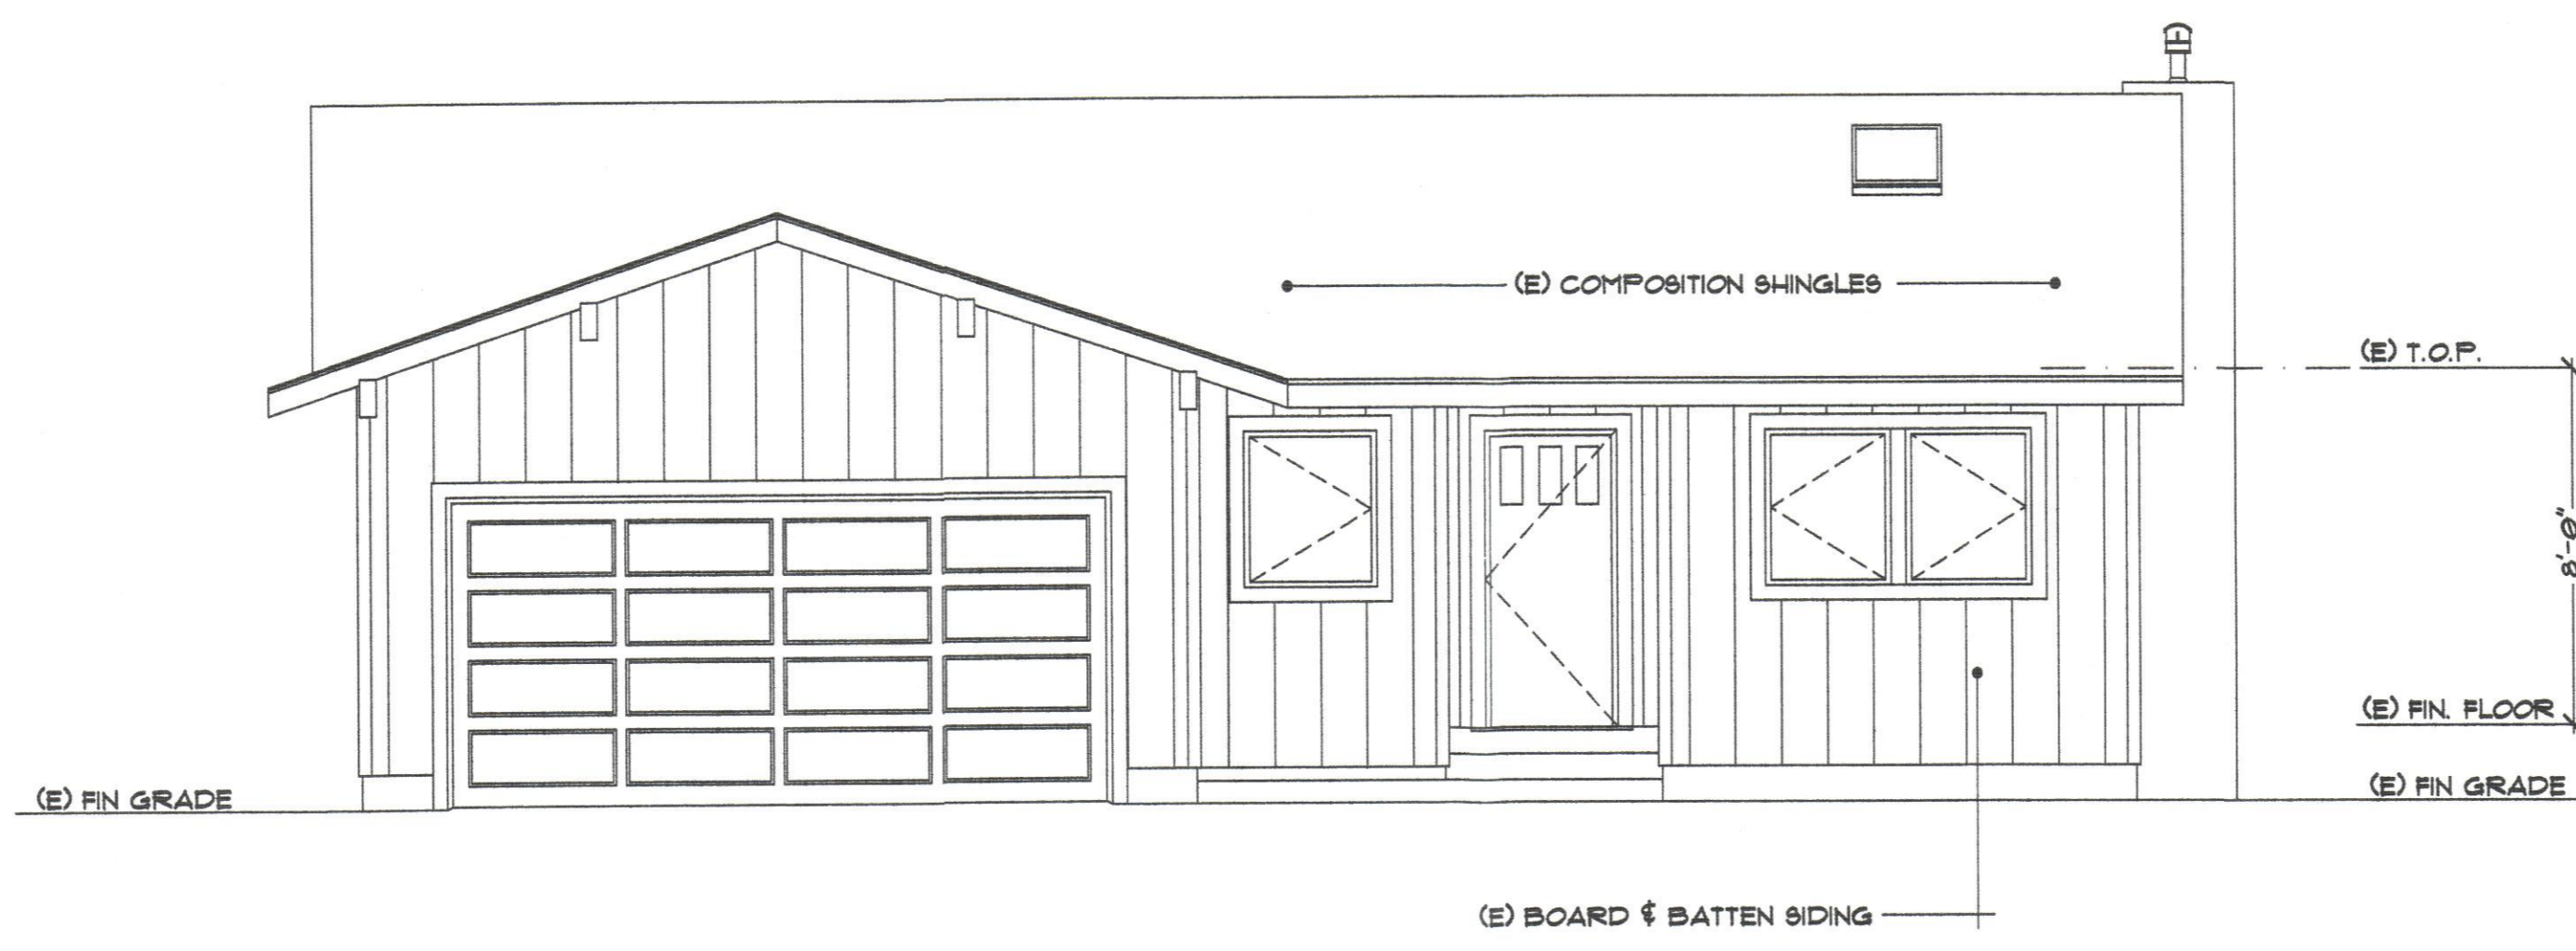 (E) COMPOSITION SHINGLES
(E) T.O.P.
8'-0"
(E) FIN. FLOOR
(E) FIN GRADE
(E) FIN GRADE
(E) BOARD & BATTEN SIDING